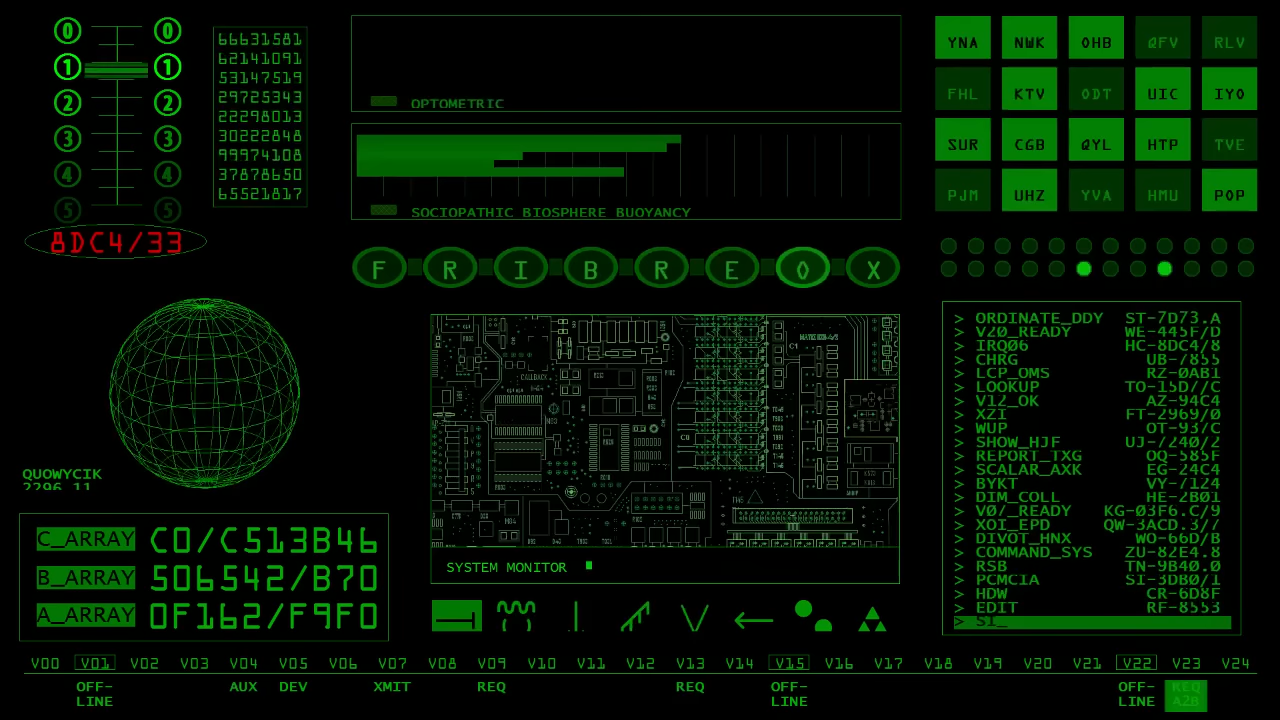 0 0
1 1
2 2
3 3
4 4
5 5
8DC4/33
66631581
62141091
53147519
29725343
22298013
30222848
99974108
37878650
65521817
OPTOMETRIC
SOCIOPATHIC BIOSPHERE BUOYANCY
F R I B R E O X
YNA NWK OHB QFV RLV
FHL KTV ODT UIC IYO
SUR CGB QYL HTP TVE
PJM UHZ YVA HMU POP
QUOWYCIK
2296.11
C_ARRAY C0/C513B46
B_ARRAY 506542/B70
A_ARRAY 0F162/F9F0
CALLBACK
SYSTEM MONITOR
> ORDINATE_DDY ST-7D73.A
> V20_READY WE-445F/D
> IRQ06 HC-8DC4/8
> CHRG UB-7855
> LCP_OMS RZ-0AB1
> LOOKUP TO-15D//C
> V12_OK AZ-94C4
> XZI FT-2969/0
> WUP OT-937C
> SHOW_HJF UJ-7240/2
> REPORT_TXG OQ-585F
> SCALAR_AXK EG-24C4
> BYKT VY-7124
> DIM_COLL HE-2B01
> V07_READY KG-03F6.C/9
> XOI_EPD QW-3ACD.3//
> DIVOT_HNX WO-66D/B
> COMMAND_SYS ZU-82E4.8
> RSB TN-9B40.0
> PCMCIA SI-3DB0/1
> HDW CR-6D8F
> EDIT RF-8553
> SI_
V00 V01 V02 V03 V04 V05 V06 V07 V08 V09 V10 V11 V12 V13 V14 V15 V16 V17 V18 V19 V20 V21 V22 V23 V24
OFF-LINE AUX DEV XMIT REQ REQ OFF-LINE OFF-LINE REQ A2B